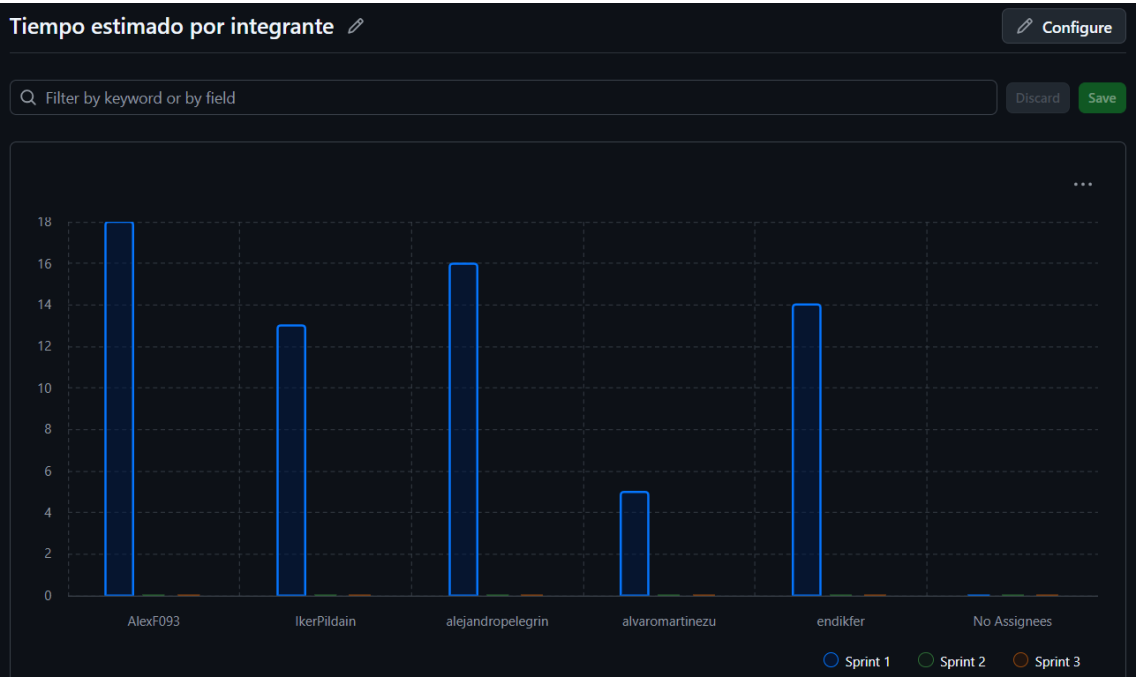 Tiempo estimado por integrante
Configure
Filter by keyword or by field
Discard
Save
18
16
14
12
10
8
6
4
2
0
AlexF093 IkerPildain alejandropelegrin alvaromartinezu endikfer No Assignees
Sprint 1 Sprint 2 Sprint 3